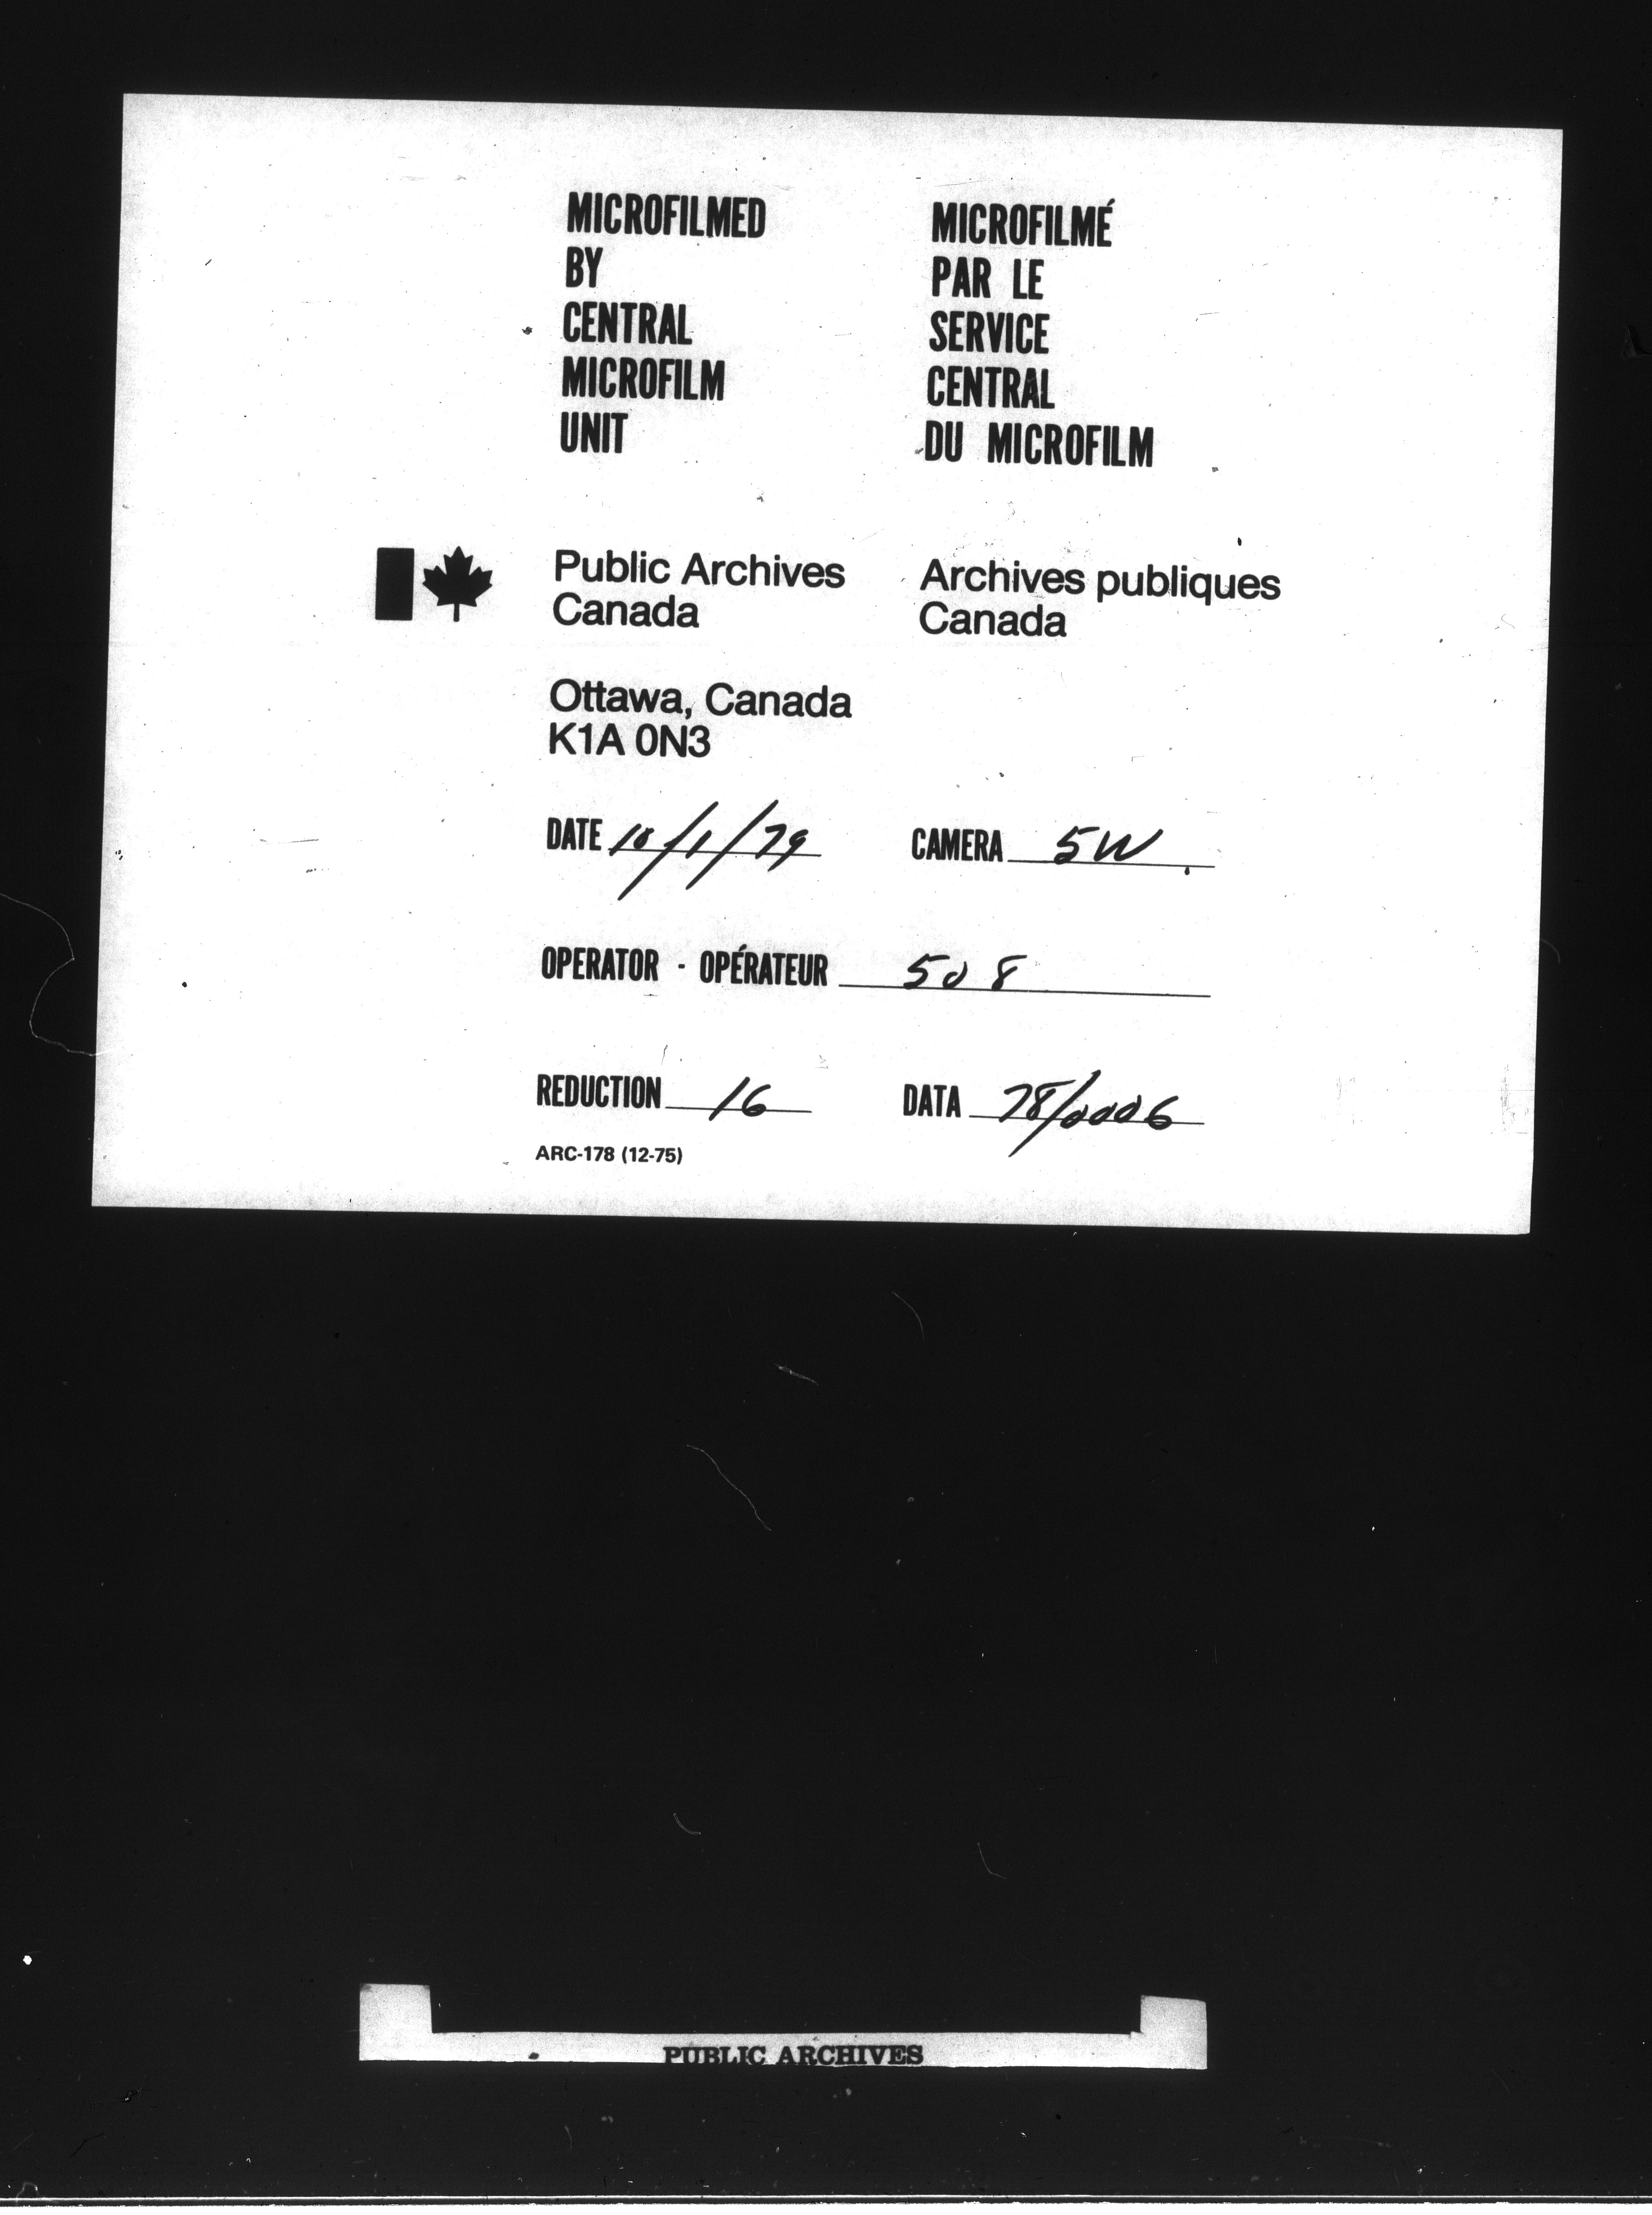 MICROFILMED
BY
CENTRAL
MICROFILM
UNIT
MICROFILMÉ
PAR LE
SERVICE
CENTRAL
DU MICROFILM
Public Archives
Canada
Archives publiques
Canada
Ottawa, Canada
K1A 0N3
DATE 10/1/79
CAMERA 5W
OPERATOR - OPÉRATEUR 508
REDUCTION 16
DATA 78/0006
ARC-178 (12-75)
PUBLIC ARCHIVES